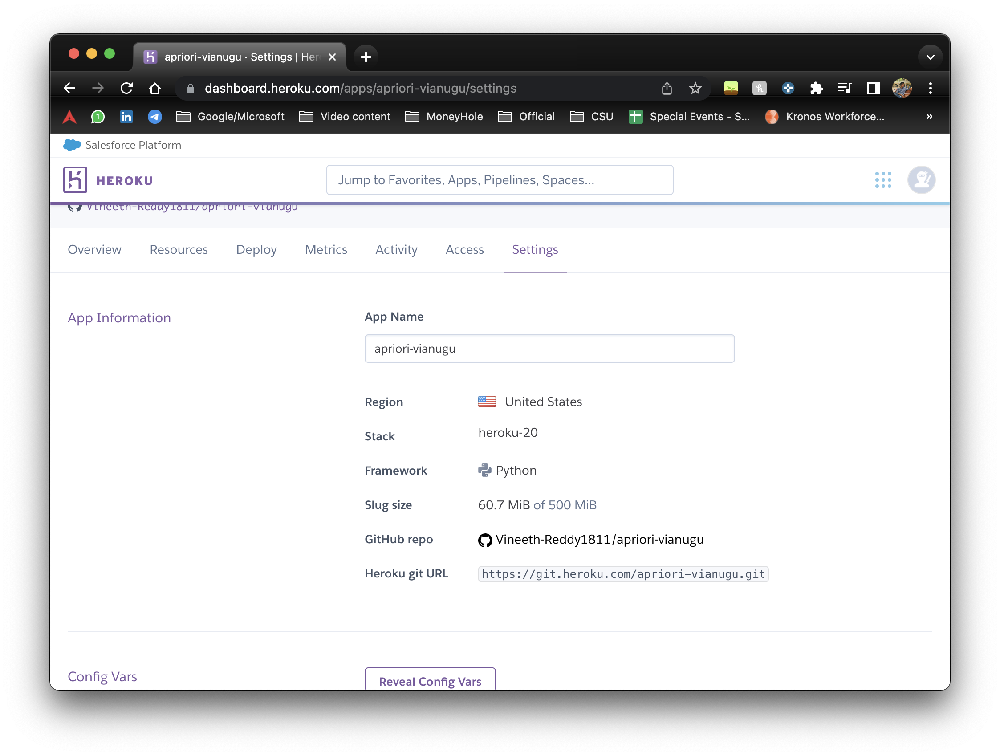 apriori-vianugu · Settings | Her
dashboard.heroku.com/apps/apriori-vianugu/settings
1
Google/Microsoft
Video content
MoneyHole
Official
CSU
Special Events - S...
Kronos Workforce...
»
Salesforce Platform
HEROKU
Jump to Favorites, Apps, Pipelines, Spaces...
Vineeth-Reddy1811/apriori-vianugu
Overview
Resources
Deploy
Metrics
Activity
Access
Settings
App Information
App Name
apriori-vianugu
Region
United States
Stack
heroku-20
Framework
Python
Slug size
60.7 MiB of 500 MiB
GitHub repo
Vineeth-Reddy1811/apriori-vianugu
Heroku git URL
https://git.heroku.com/apriori-vianugu.git
Config Vars
Reveal Config Vars